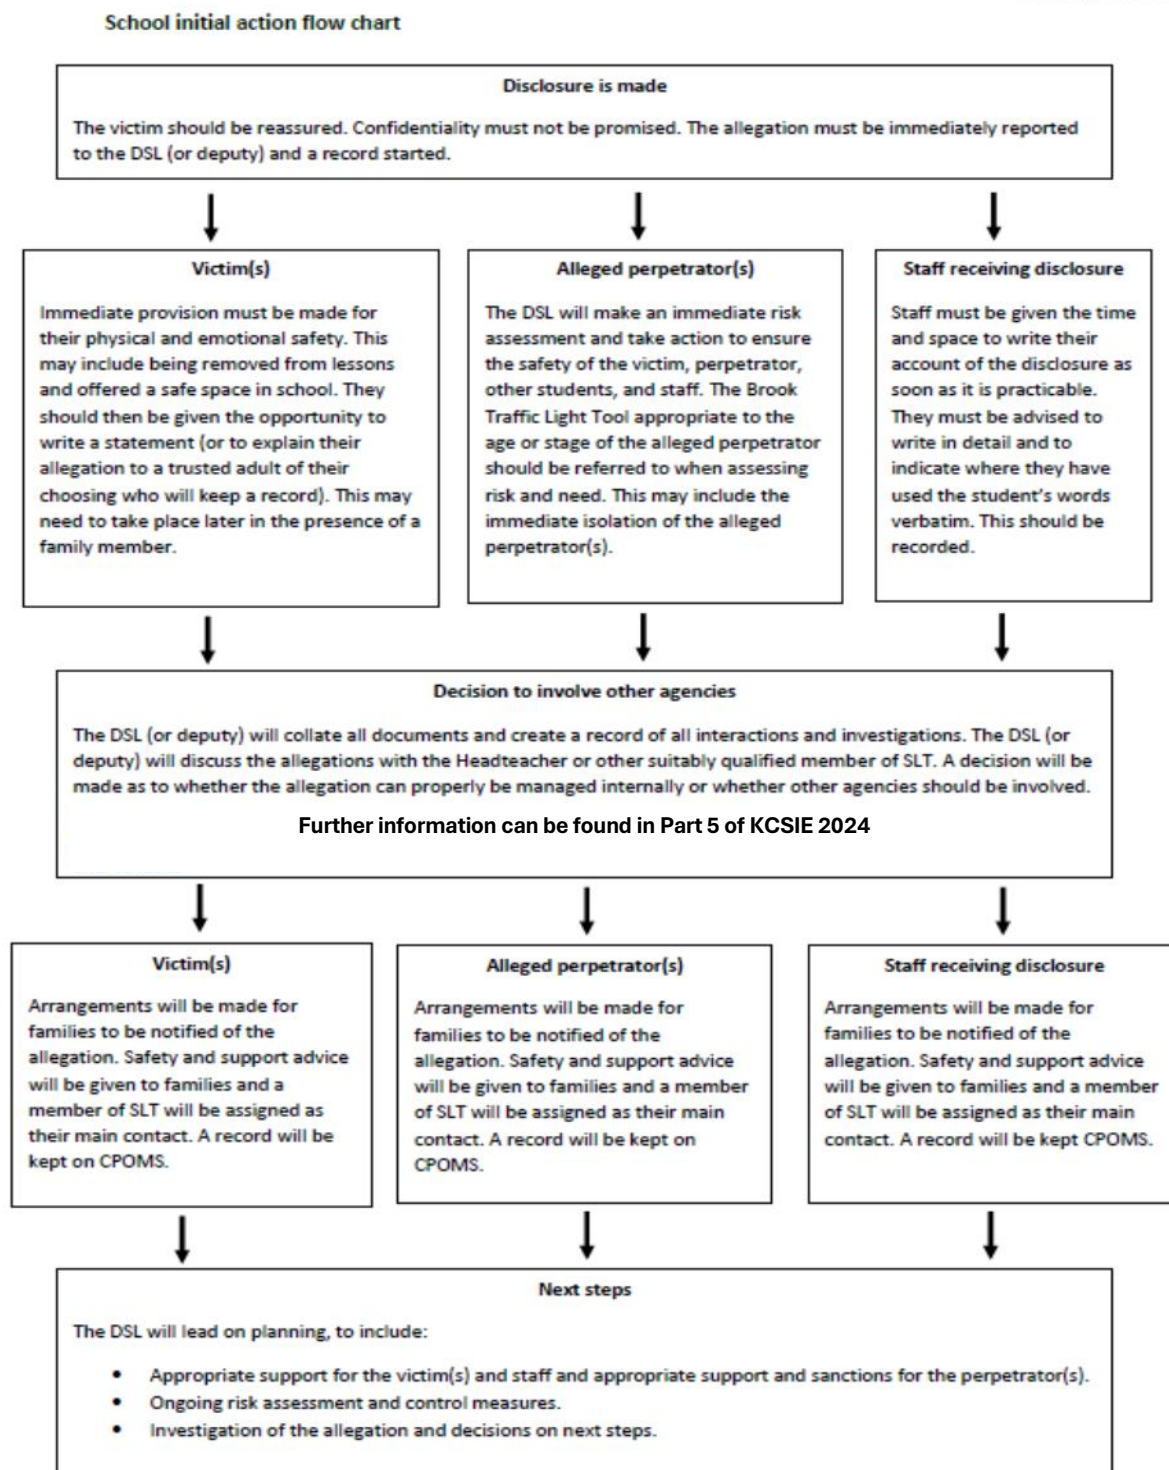 School initial action flow chart
Disclosure is made
The victim should be reassured. Confidentiality must not be promised. The allegation must be immediately reported
to the DSL (or deputy) and a record started.
Victim(s)
Immediate provision must be made for
their physical and emotional safety. This
may include being removed from lessons
and offered a safe space in school. They
should then be given the opportunity to
write a statement (or to explain their
allegation to a trusted adult of their
choosing who will keep a record). This may
need to take place later in the presence of a
family member.
Alleged perpetrator(s)
The DSL will make an immediate risk
assessment and take action to ensure
the safety of the victim, perpetrator,
other students, and staff. The Brook
Traffic Light Tool appropriate to the
age or stage of the alleged perpetrator
should be referred to when assessing
risk and need. This may include the
immediate isolation of the alleged
perpetrator(s).
Staff receiving disclosure
Staff must be given the time
and space to write their
account of the disclosure as
soon as it is practicable.
They must be advised to
write in detail and to
indicate where they have
used the student's words
verbatim. This should be
recorded.
Decision to involve other agencies
The DSL (or deputy) will collate all documents and create a record of all interactions and investigations. The DSL (or
deputy) will discuss the allegations with the Headteacher or other suitably qualified member of SLT. A decision will be
made as to whether the allegation can properly be managed internally or whether other agencies should be involved.
Further information can be found in Part 5 of KCSIE 2024
Victim(s)
Arrangements will be made for
families to be notified of the
allegation. Safety and support advice
will be given to families and a
member of SLT will be assigned as
their main contact. A record will be
kept on CPOMS.
Alleged perpetrator(s)
Arrangements will be made for
families to be notified of the
allegation. Safety and support advice
will be given to families and a member
of SLT will be assigned as their main
contact. A record will be kept on
CPOMS.
Staff receiving disclosure
Arrangements will be made for
families to be notified of the
allegation. Safety and support advice
will be given to families and a member
of SLT will be assigned as their main
contact. A record will be kept CPOMS.
Next steps
The DSL will lead on planning, to include:
• Appropriate support for the victim(s) and staff and appropriate support and sanctions for the perpetrator(s).
• Ongoing risk assessment and control measures.
• Investigation of the allegation and decisions on next steps.